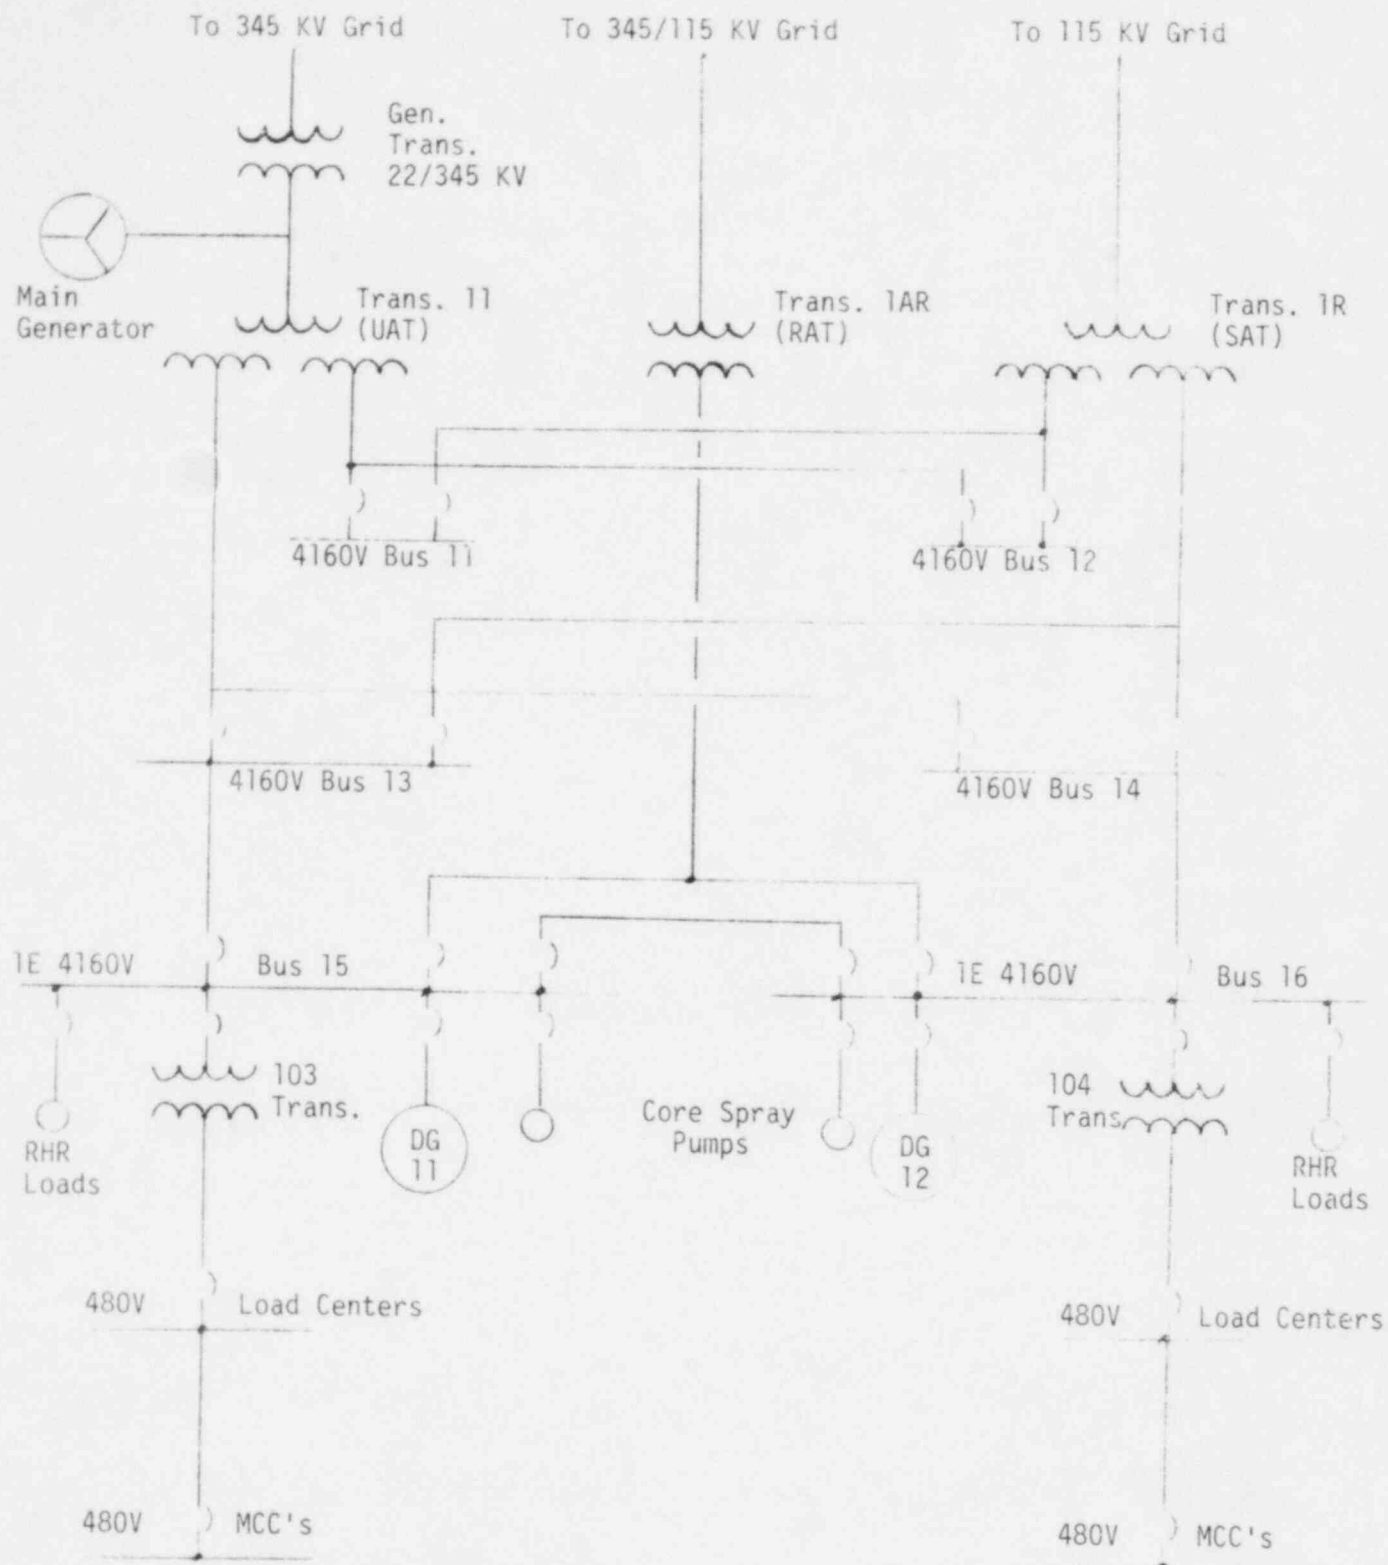 To 345 KV Grid
To 345/115 KV Grid
To 115 KV Grid
Gen.
Trans.
22/345 KV
Main
Generator
Trans. 11
(UAT)
Trans. 1AR
(RAT)
Trans. 1R
(SAT)
4160V Bus 11
4160V Bus 12
4160V Bus 13
4160V Bus 14
1E 4160V
Bus 15
1E 4160V
Bus 16
103
Trans.
104
Trans
RHR
Loads
DG
11
Core Spray
Pumps
DG
12
RHR
Loads
480V
Load Centers
480V
Load Centers
480V
MCC's
480V
MCC's